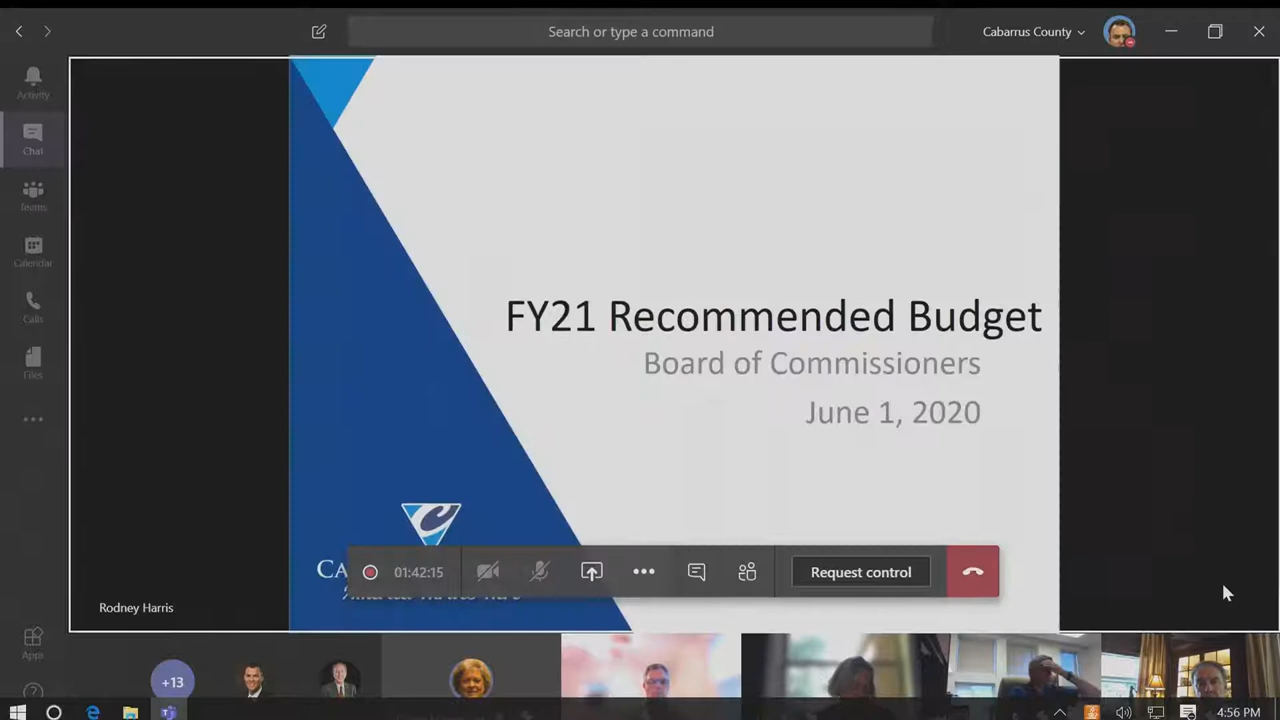 Search or type a command
Cabarrus County
Activity
Chat
Teams
Calendar
Calls
Files
Apps
FY21 Recommended Budget
Board of Commissioners
June 1, 2020
CA
01:42:15
Request control
Rodney Harris
+13
4:56 PM